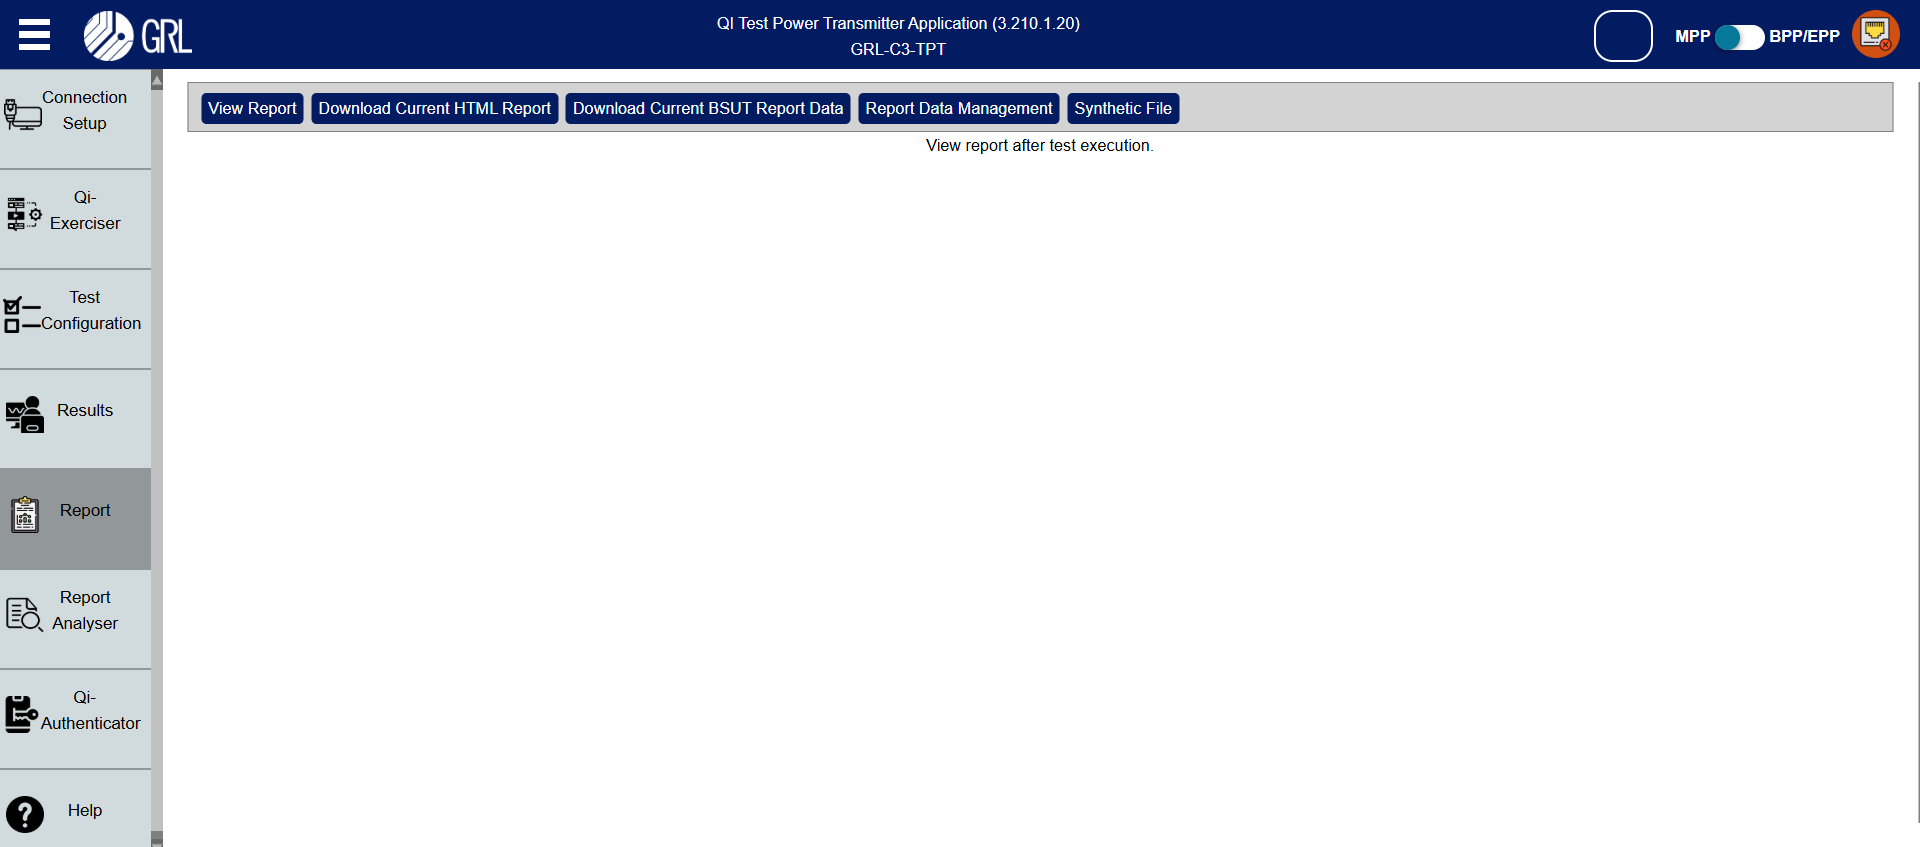 GRL
QI Test Power Transmitter Application (3.210.1.20)
GRL-C3-TPT
MPP
BPP/EPP
Connection
Setup
Qi-
Exerciser
Test
Configuration
Results
Report
Report
Analyser
Qi-
Authenticator
Help
View Report
Download Current HTML Report
Download Current BSUT Report Data
Report Data Management
Synthetic File
View report after test execution.